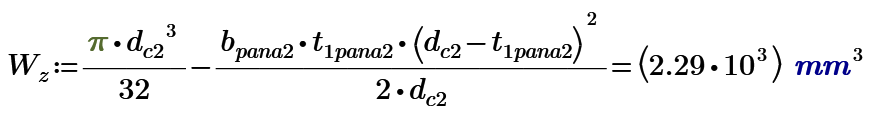 W_z := (π · d_c2^3) / 32 − (b_pana2 · t_1pana2 · (d_c2 − t_1pana2)^2) / (2 · d_c2) = (2.29 · 10^3) mm^3